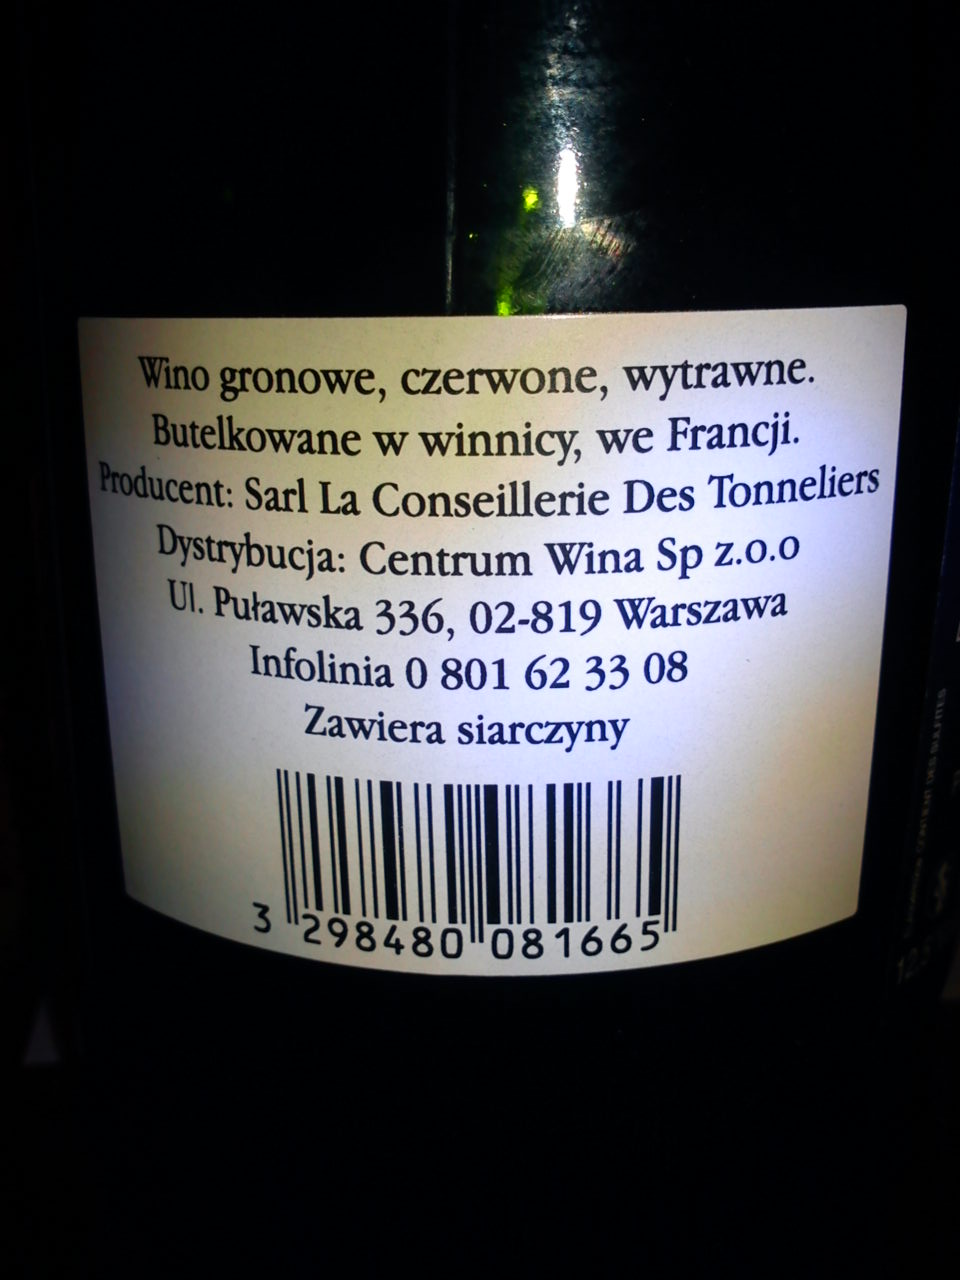 Wino gronowe, czerwone, wytrawne.
Butelkowane w winnicy, we Francji.
Producent: Sarl La Conseillerie Des Tonneliers
Dystrybucja: Centrum Wina Sp z.o.o
Ul. Puławska 336, 02-819 Warszawa
Infolinia 0 801 62 33 08
Zawiera siarczyny
3 298480 081665